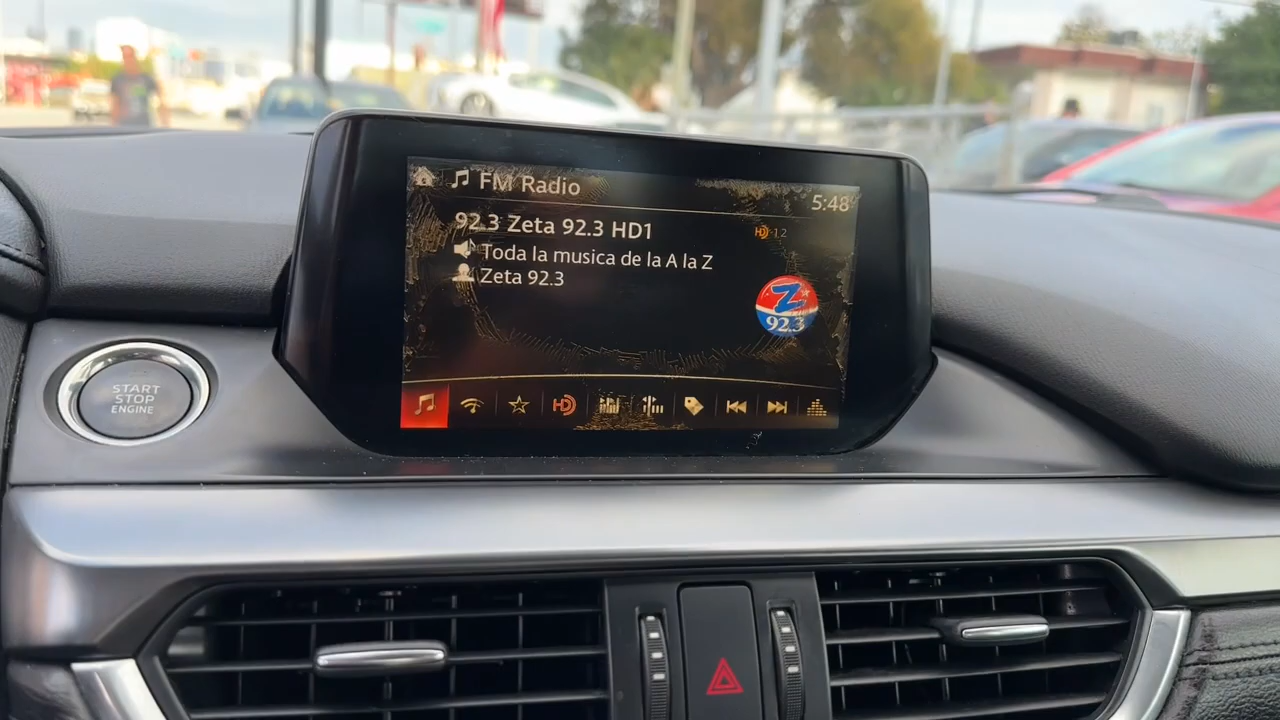 FM Radio
5:48
92.3 Zeta 92.3 HD1
HD 1 2
Toda la musica de la A la Z
Zeta 92.3
Z
92.3
HD
START
STOP
ENGINE